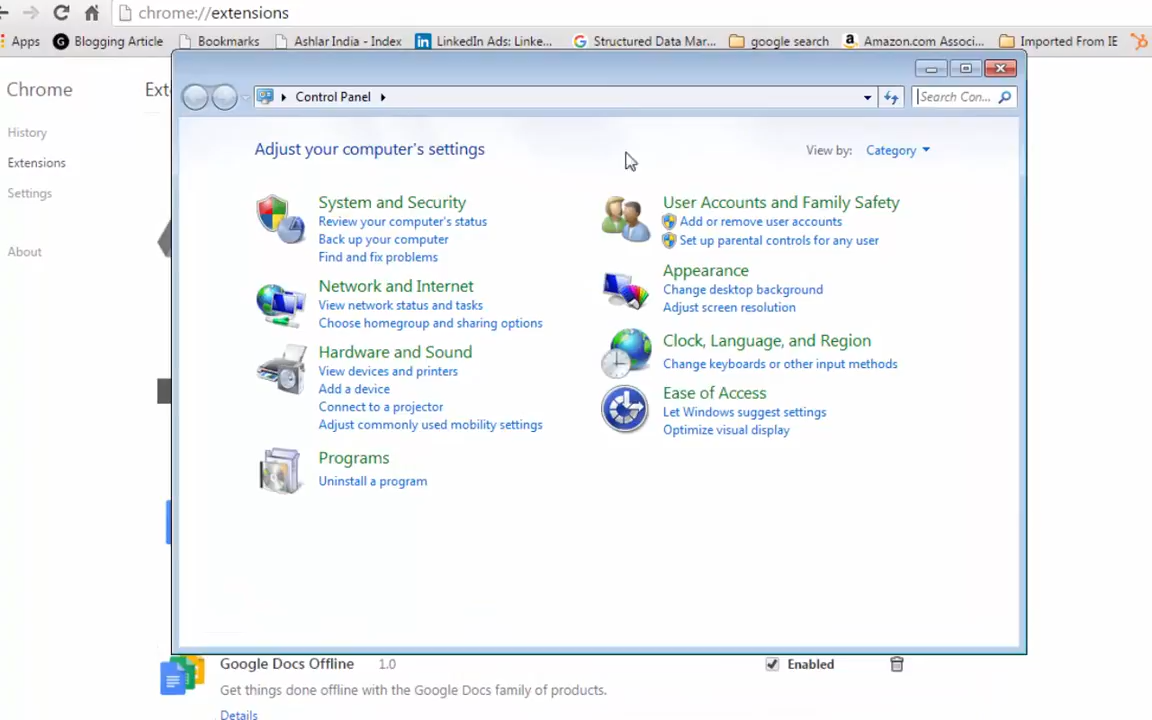 chrome://extensions
Apps Blogging Article Bookmarks Ashlar India - Index LinkedIn Ads: Linke... Structured Data Mar... google search Amazon.com Associ... Imported From IE
Chrome
Ext
History
Extensions
Settings
About
Control Panel
Search Con...
Adjust your computer's settings
View by: Category
System and Security
Review your computer's status
Back up your computer
Find and fix problems
Network and Internet
View network status and tasks
Choose homegroup and sharing options
Hardware and Sound
View devices and printers
Add a device
Connect to a projector
Adjust commonly used mobility settings
Programs
Uninstall a program
User Accounts and Family Safety
Add or remove user accounts
Set up parental controls for any user
Appearance
Change desktop background
Adjust screen resolution
Clock, Language, and Region
Change keyboards or other input methods
Ease of Access
Let Windows suggest settings
Optimize visual display
Google Docs Offline 1.0
Enabled
Get things done offline with the Google Docs family of products.
Details